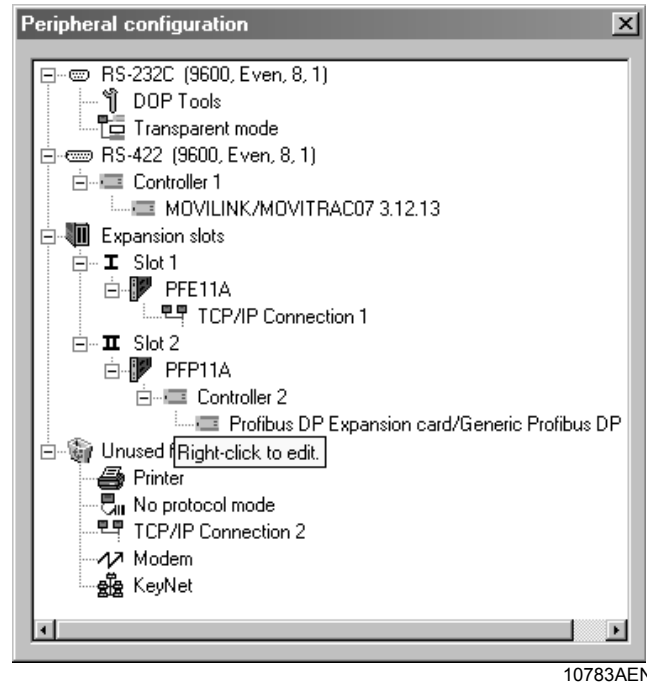 Peripheral configuration
RS-232C (9600, Even, 8, 1)
DOP Tools
Transparent mode
RS-422 (9600, Even, 8, 1)
Controller 1
MOVILINK/MOVITRAC07 3.12.13
Expansion slots
I Slot 1
PFE11A
TCP/IP Connection 1
II Slot 2
PFP11A
Controller 2
Profibus DP Expansion card/Generic Profibus DP
Unused
Right-click to edit.
Printer
No protocol mode
TCP/IP Connection 2
Modem
KeyNet
10783AEN